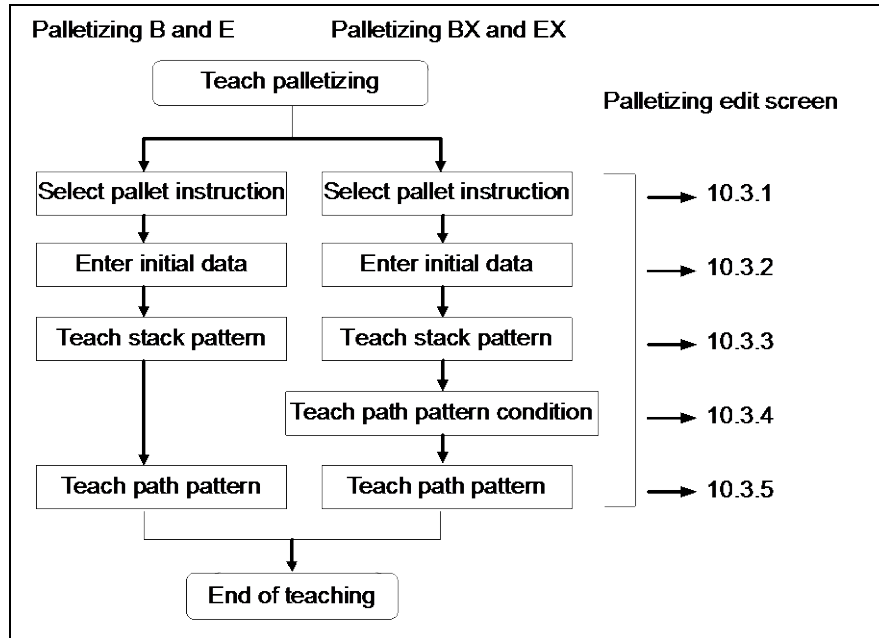 Palletizing B and E
Palletizing BX and EX
Teach palletizing
Palletizing edit screen
Select pallet instruction
Select pallet instruction
10.3.1
Enter initial data
Enter initial data
10.3.2
Teach stack pattern
Teach stack pattern
10.3.3
Teach path pattern condition
10.3.4
Teach path pattern
Teach path pattern
10.3.5
End of teaching